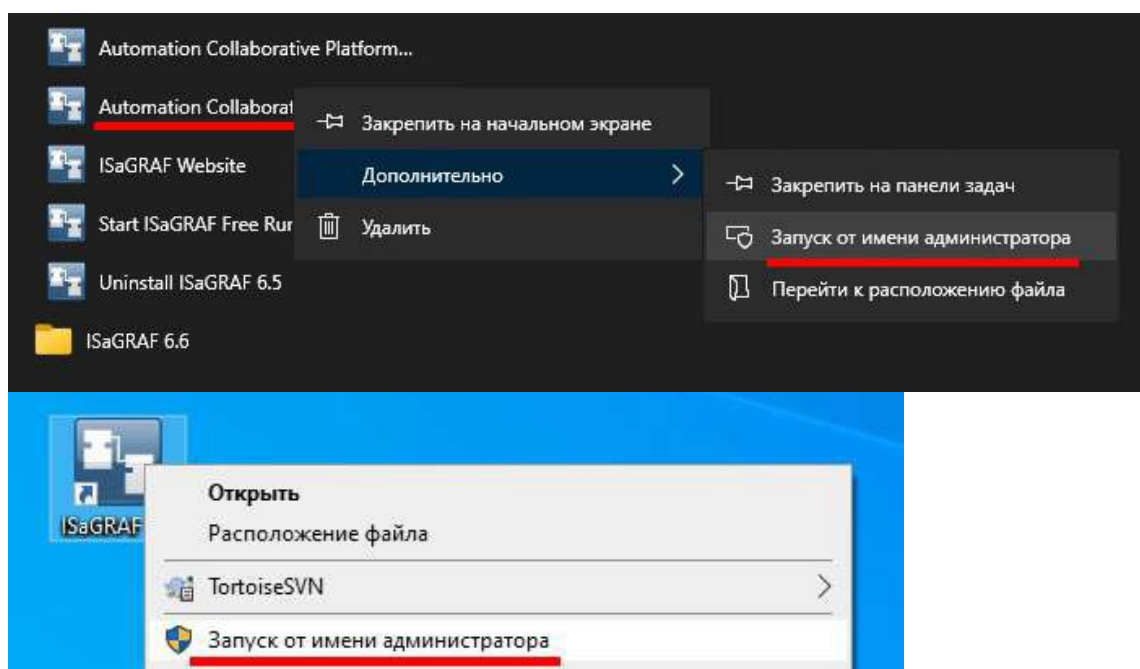 Automation Collaborative Platform...
Automation Collaborat
Закрепить на начальном экране
ISaGRAF Website
Дополнительно
Закрепить на панели задач
Start ISaGRAF Free Run
Удалить
Запуск от имени администратора
Uninstall ISaGRAF 6.5
Перейти к расположению файла
ISaGRAF 6.6
Открыть
ISaGRAF
Расположение файла
TortoiseSVN
Запуск от имени администратора